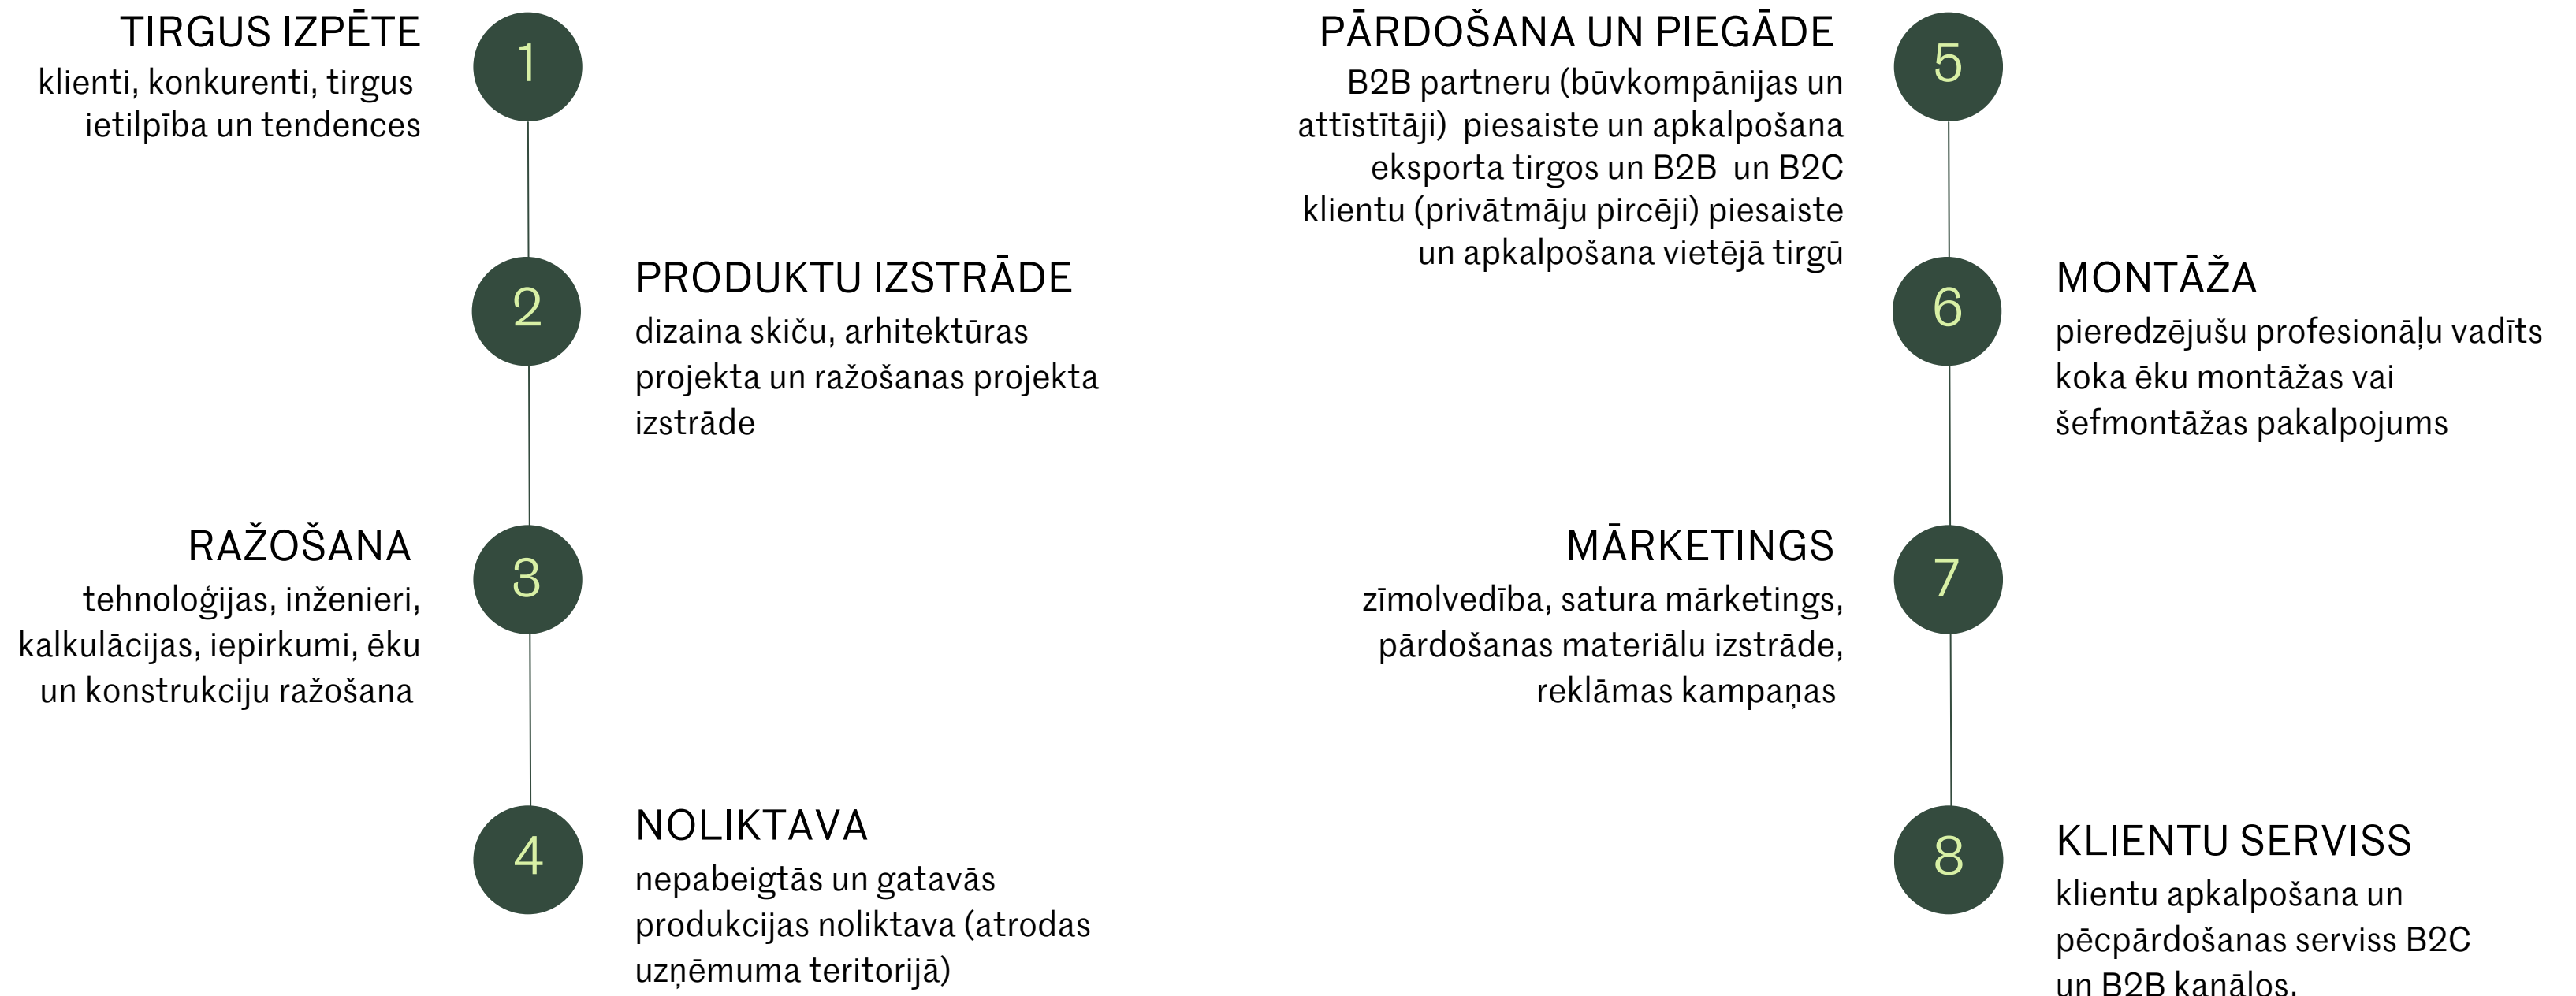 TIRGUS IZPĒTE
klienti, konkurenti, tirgus
ietilpība un tendences
1
2
PRODUKTU IZSTRĀDE
dizaina skiču, arhitektūras
projekta un ražošanas projekta
izstrāde
RAŽOŠANA
tehnoloģijas, inženieri,
kalkulācijas, iepirkumi, ēku
un konstrukciju ražošana
3
4
NOLIKTAVA
nepabeigtās un gatavās
produkcijas noliktava (atrodas
uzņēmuma teritorijā)
PĀRDOŠANA UN PIEGĀDE
B2B partneru (būvkompānijas un
attīstītāji) piesaiste un apkalpošana
eksporta tirgos un B2B un B2C
klientu (privātmāju pircēji) piesaiste
un apkalpošana vietējā tirgū
5
6
MONTĀŽA
pieredzējušu profesionāļu vadīts
koka ēku montāžas vai
šefmontāžas pakalpojums
MĀRKETINGS
zīmolvedība, satura mārketings,
pārdošanas materiālu izstrāde,
reklāmas kampaņas
7
8
KLIENTU SERVISS
klientu apkalpošana un
pēcpārdošanas serviss B2C
un B2B kanālos.